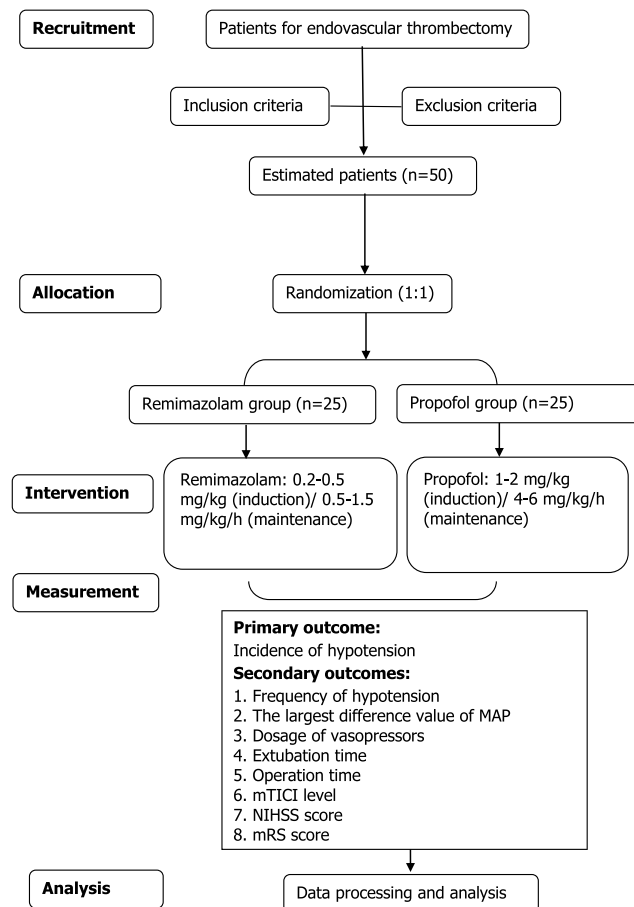 Recruitment
Patients for endovascular thrombectomy
Inclusion criteria
Exclusion criteria
Estimated patients (n=50)
Allocation
Randomization (1:1)
Remimazolam group (n=25)
Propofol group (n=25)
Intervention
Remimazolam: 0.2-0.5
mg/kg (induction)/ 0.5-1.5
mg/kg/h (maintenance)
Propofol: 1-2 mg/kg
(induction)/ 4-6 mg/kg/h
(maintenance)
Measurement
Primary outcome:
Incidence of hypotension
Secondary outcomes:
1. Frequency of hypotension
2. The largest difference value of MAP
3. Dosage of vasopressors
4. Extubation time
5. Operation time
6. mTICI level
7. NIHSS score
8. mRS score
Analysis
Data processing and analysis